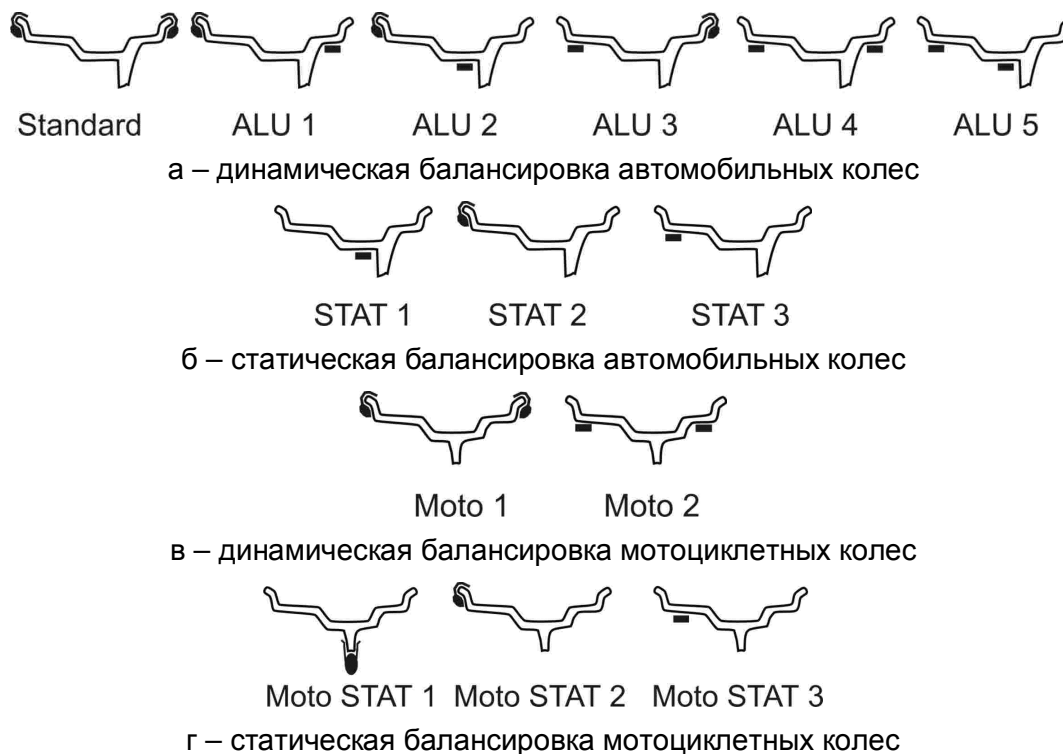 Standard ALU 1 ALU 2 ALU 3 ALU 4 ALU 5
а – динамическая балансировка автомобильных колес
STAT 1 STAT 2 STAT 3
б – статическая балансировка автомобильных колес
Moto 1 Moto 2
в – динамическая балансировка мотоциклетных колес
Moto STAT 1 Moto STAT 2 Moto STAT 3
г – статическая балансировка мотоциклетных колес